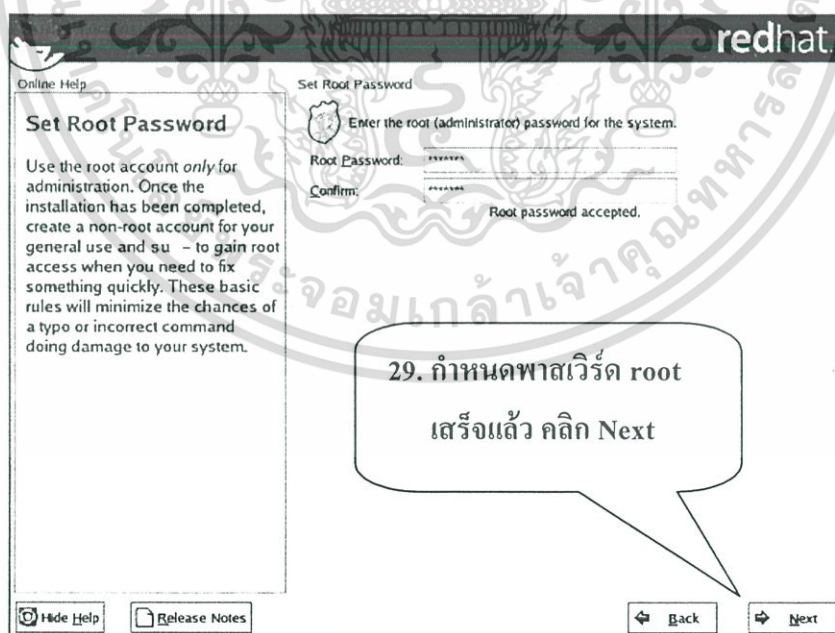 redhat.
Online Help
Set Root Password
Use the root account only for
administration. Once the
installation has been completed,
create a non-root account for your
general use and su – to gain root
access when you need to fix
something quickly. These basic
rules will minimize the chances of
a typo or incorrect command
doing damage to your system.
Set Root Password
Enter the root (administrator) password for the system.
Root Password: *******
Confirm: *******
Root password accepted.
29. กำหนดพาสเวิร์ด root
เสร็จแล้ว คลิก Next
Hide Help
Release Notes
Back
Next